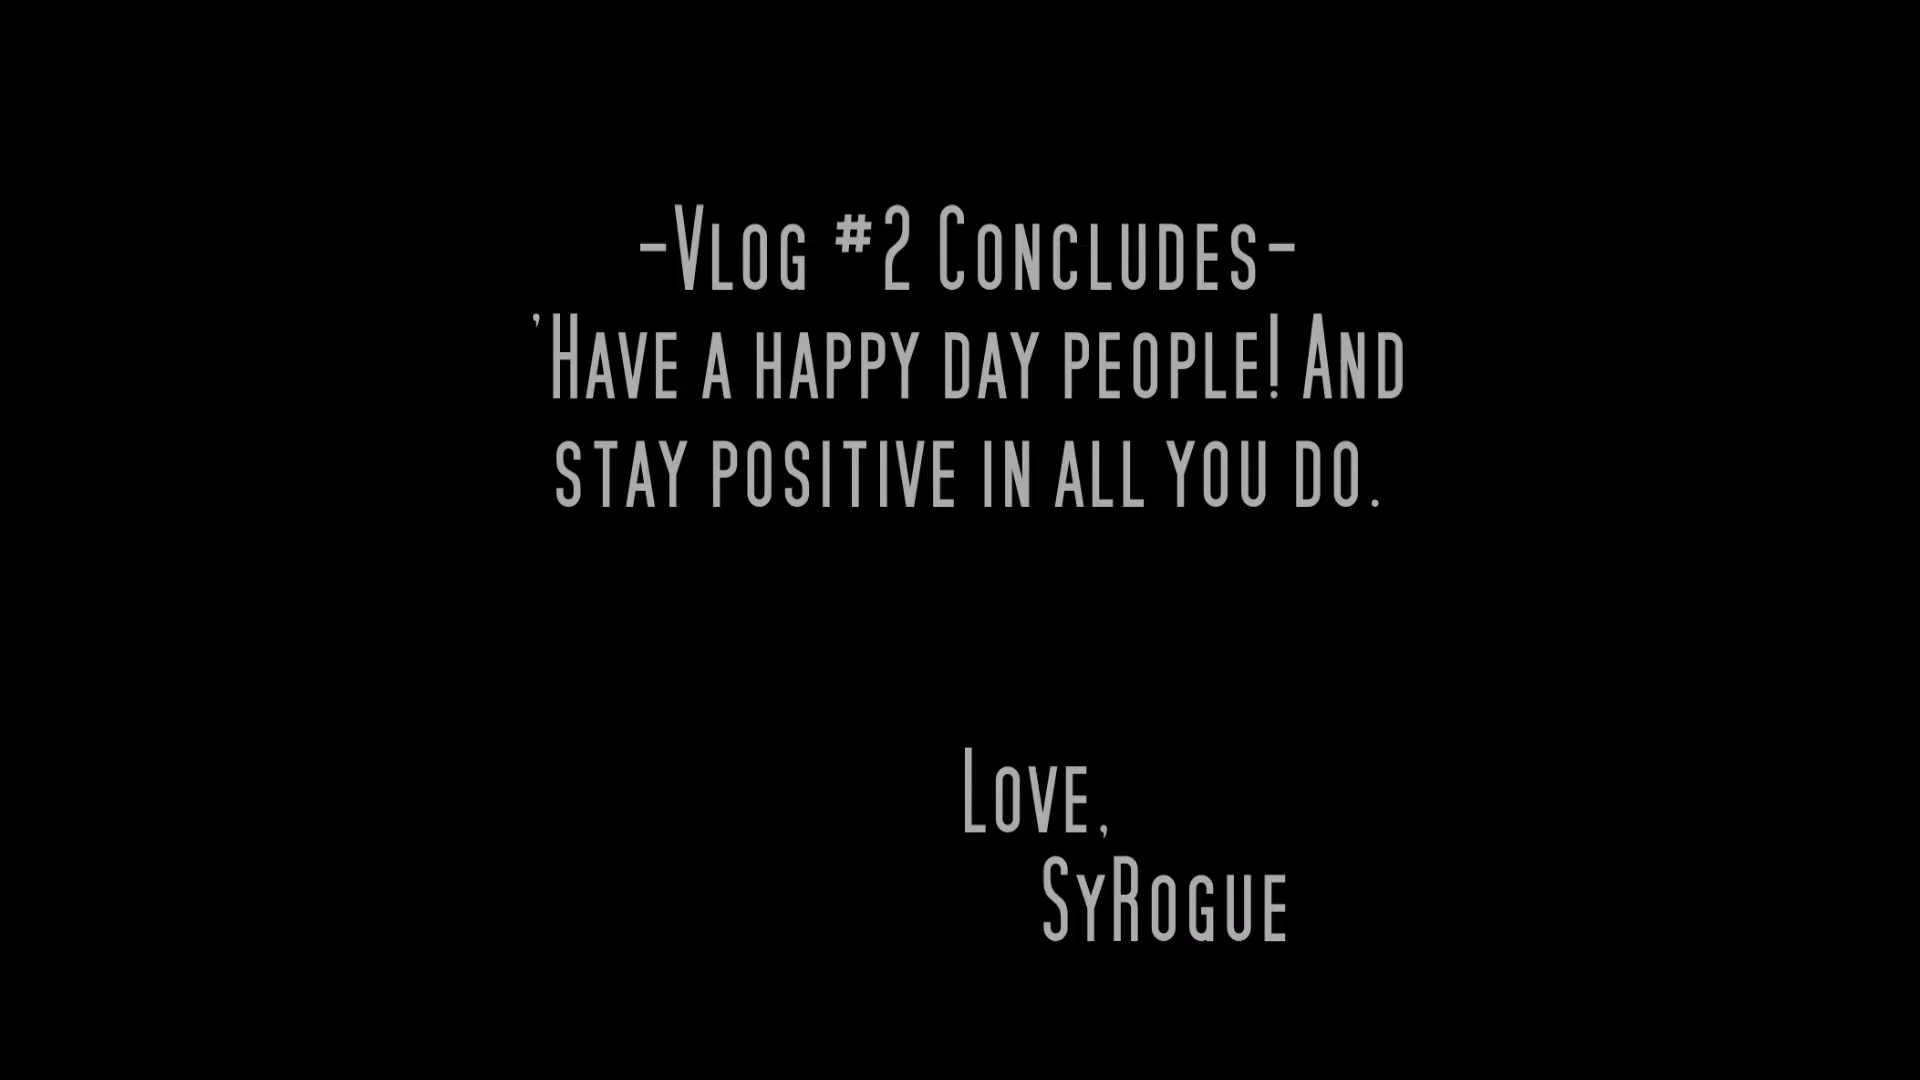 -Vlog #2 Concludes-
'Have a happy day people! And
stay positive in all you do.
Love,
SyRogue